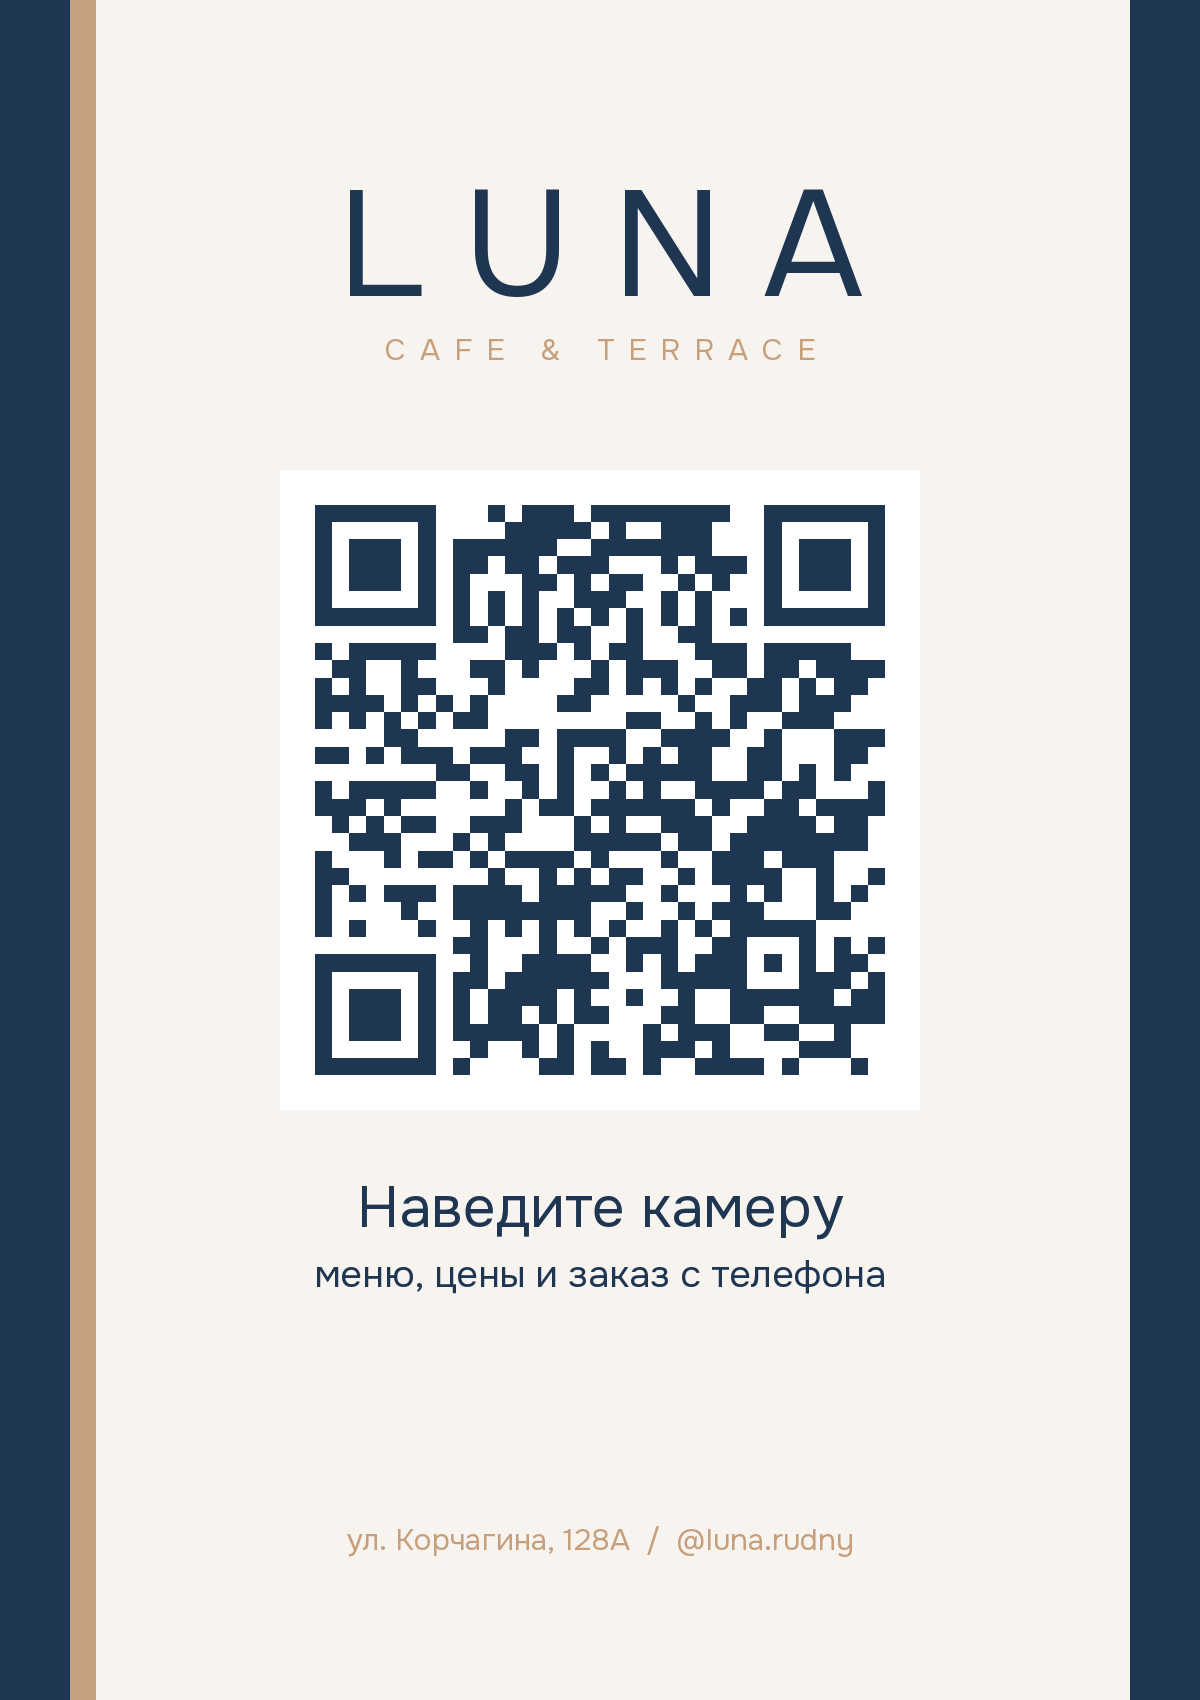 LUNA
CAFE & TERRACE
Наведите камеру
меню, цены и заказ с телефона
ул. Корчагина, 128А / @luna.rudny